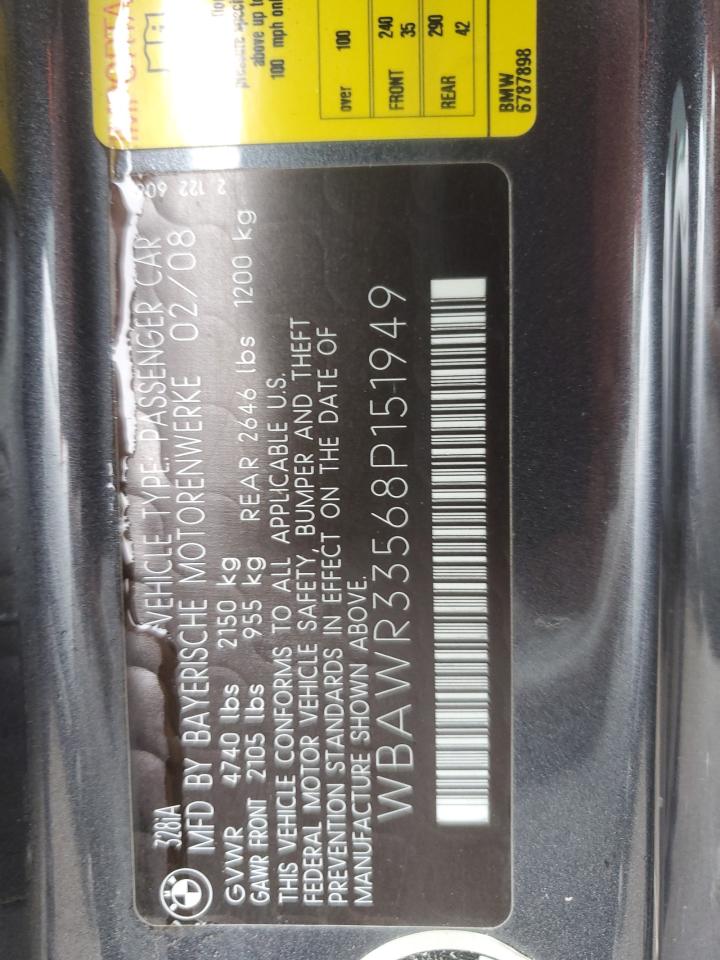 328iA
VEHICLE TYPE: PASSENGER CAR
MFD BY BAYERISCHE MOTORENWERKE 02/08
GVWR 4740 lbs 2150 kg
GAWR FRONT 2105 lbs 955 kg REAR 2646 lbs 1200 kg
THIS VEHICLE CONFORMS TO ALL APPLICABLE U.S.
FEDERAL MOTOR VEHICLE SAFETY, BUMPER AND THEFT
PREVENTION STANDARDS IN EFFECT ON THE DATE OF
MANUFACTURE SHOWN ABOVE.
WBAWR33568P151949
2 122
above up to
100 mph only
over 100
FRONT 240 35
REAR 290 42
BMW
6787898